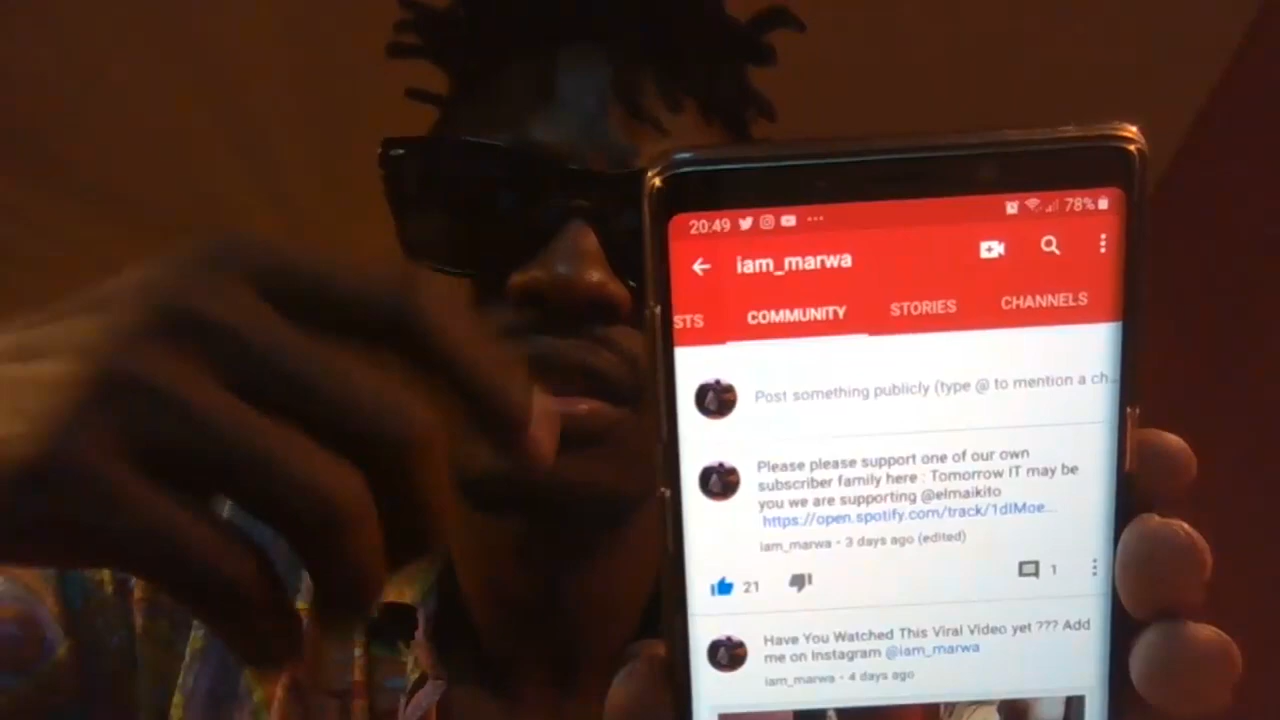 20:49 ... 78%
iam_marwa
STS COMMUNITY STORIES CHANNELS
Post something publicly (type @ to mention a ch...
Please please support one of our own
subscriber family here : Tomorrow IT may be
you we are supporting @elmaikito
https://open.spotify.com/track/1dIMoe...
iam_marwa - 3 days ago (edited)
21 1
Have You Watched This Viral Video yet ??? Add
me on Instagram @iam_marwa
iam_marwa - 4 days ago